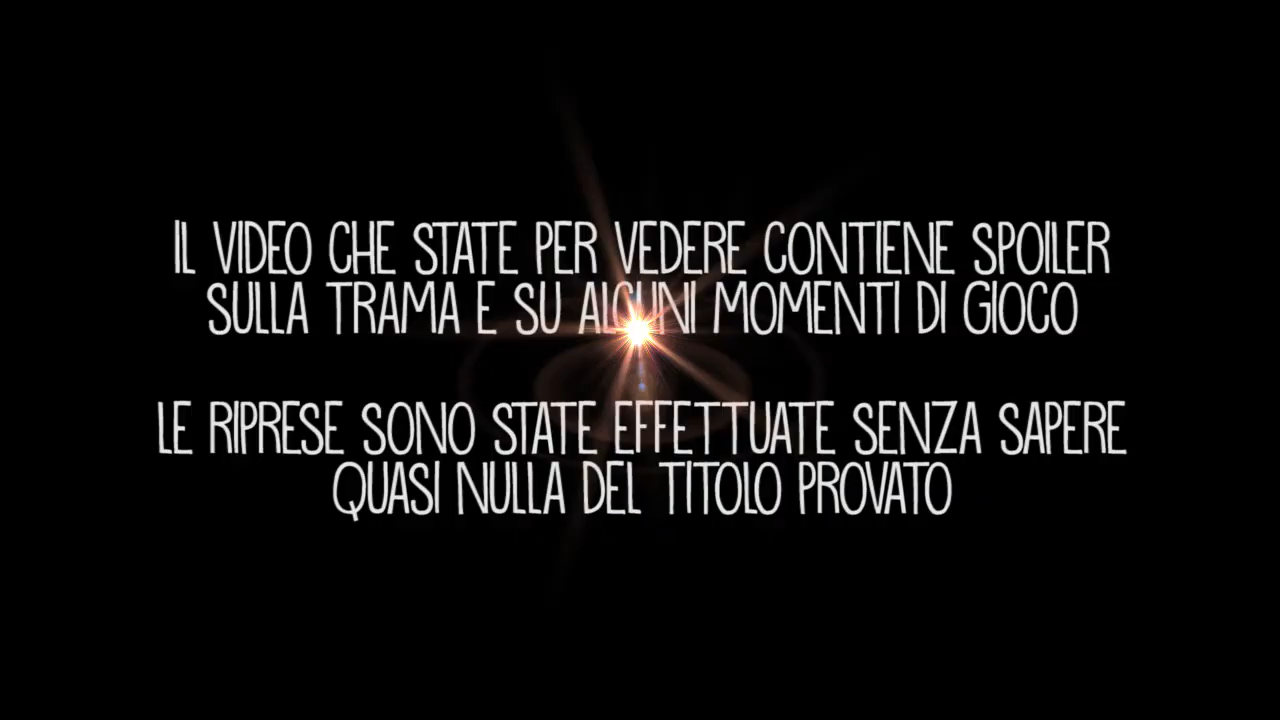 IL VIDEO CHE STATE PER VEDERE CONTIENE SPOILER
SULLA TRAMA E SU ALCUNI MOMENTI DI GIOCO
LE RIPRESE SONO STATE EFFETTUATE SENZA SAPERE
QUASI NULLA DEL TITOLO PROVATO